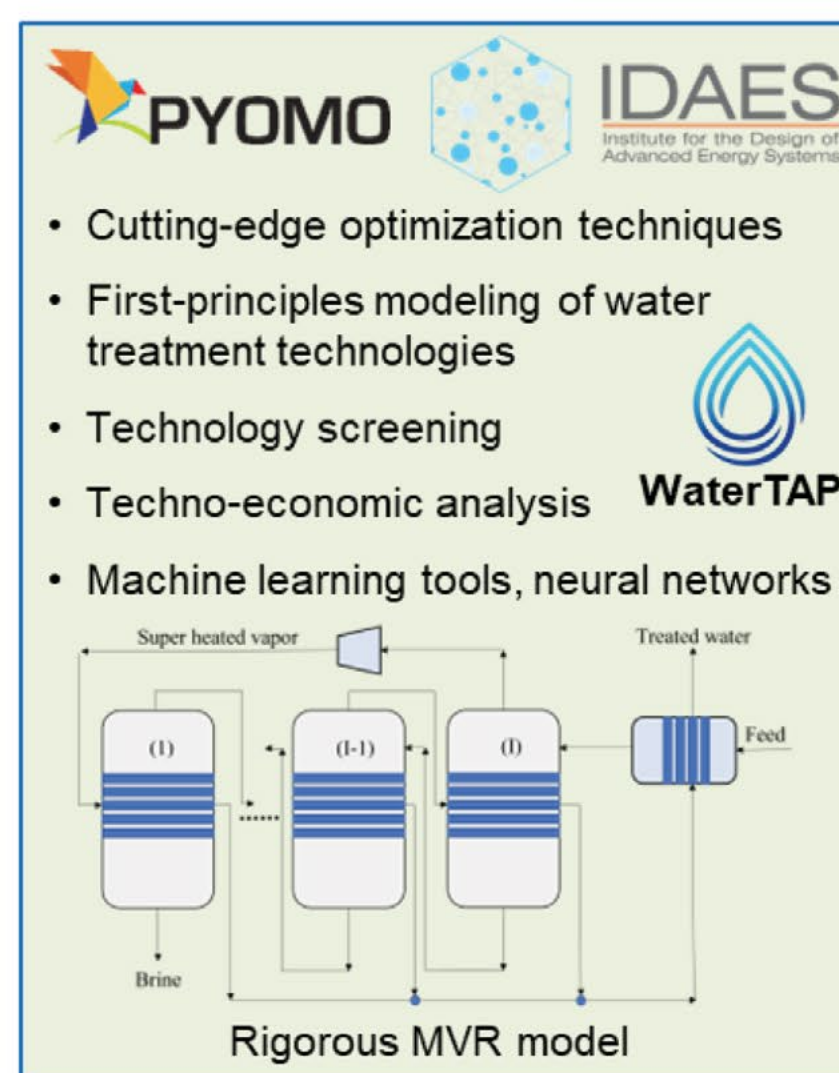 PYOMO
IDAES
Institute for the Design of
Advanced Energy Systems
• Cutting-edge optimization techniques
• First-principles modeling of water
treatment technologies
• Technology screening
• Techno-economic analysis
WaterTAP
• Machine learning tools, neural networks
Super heated vapor
Treated water
(1)
(I-1)
(I)
Feed
......
Brine
Rigorous MVR model